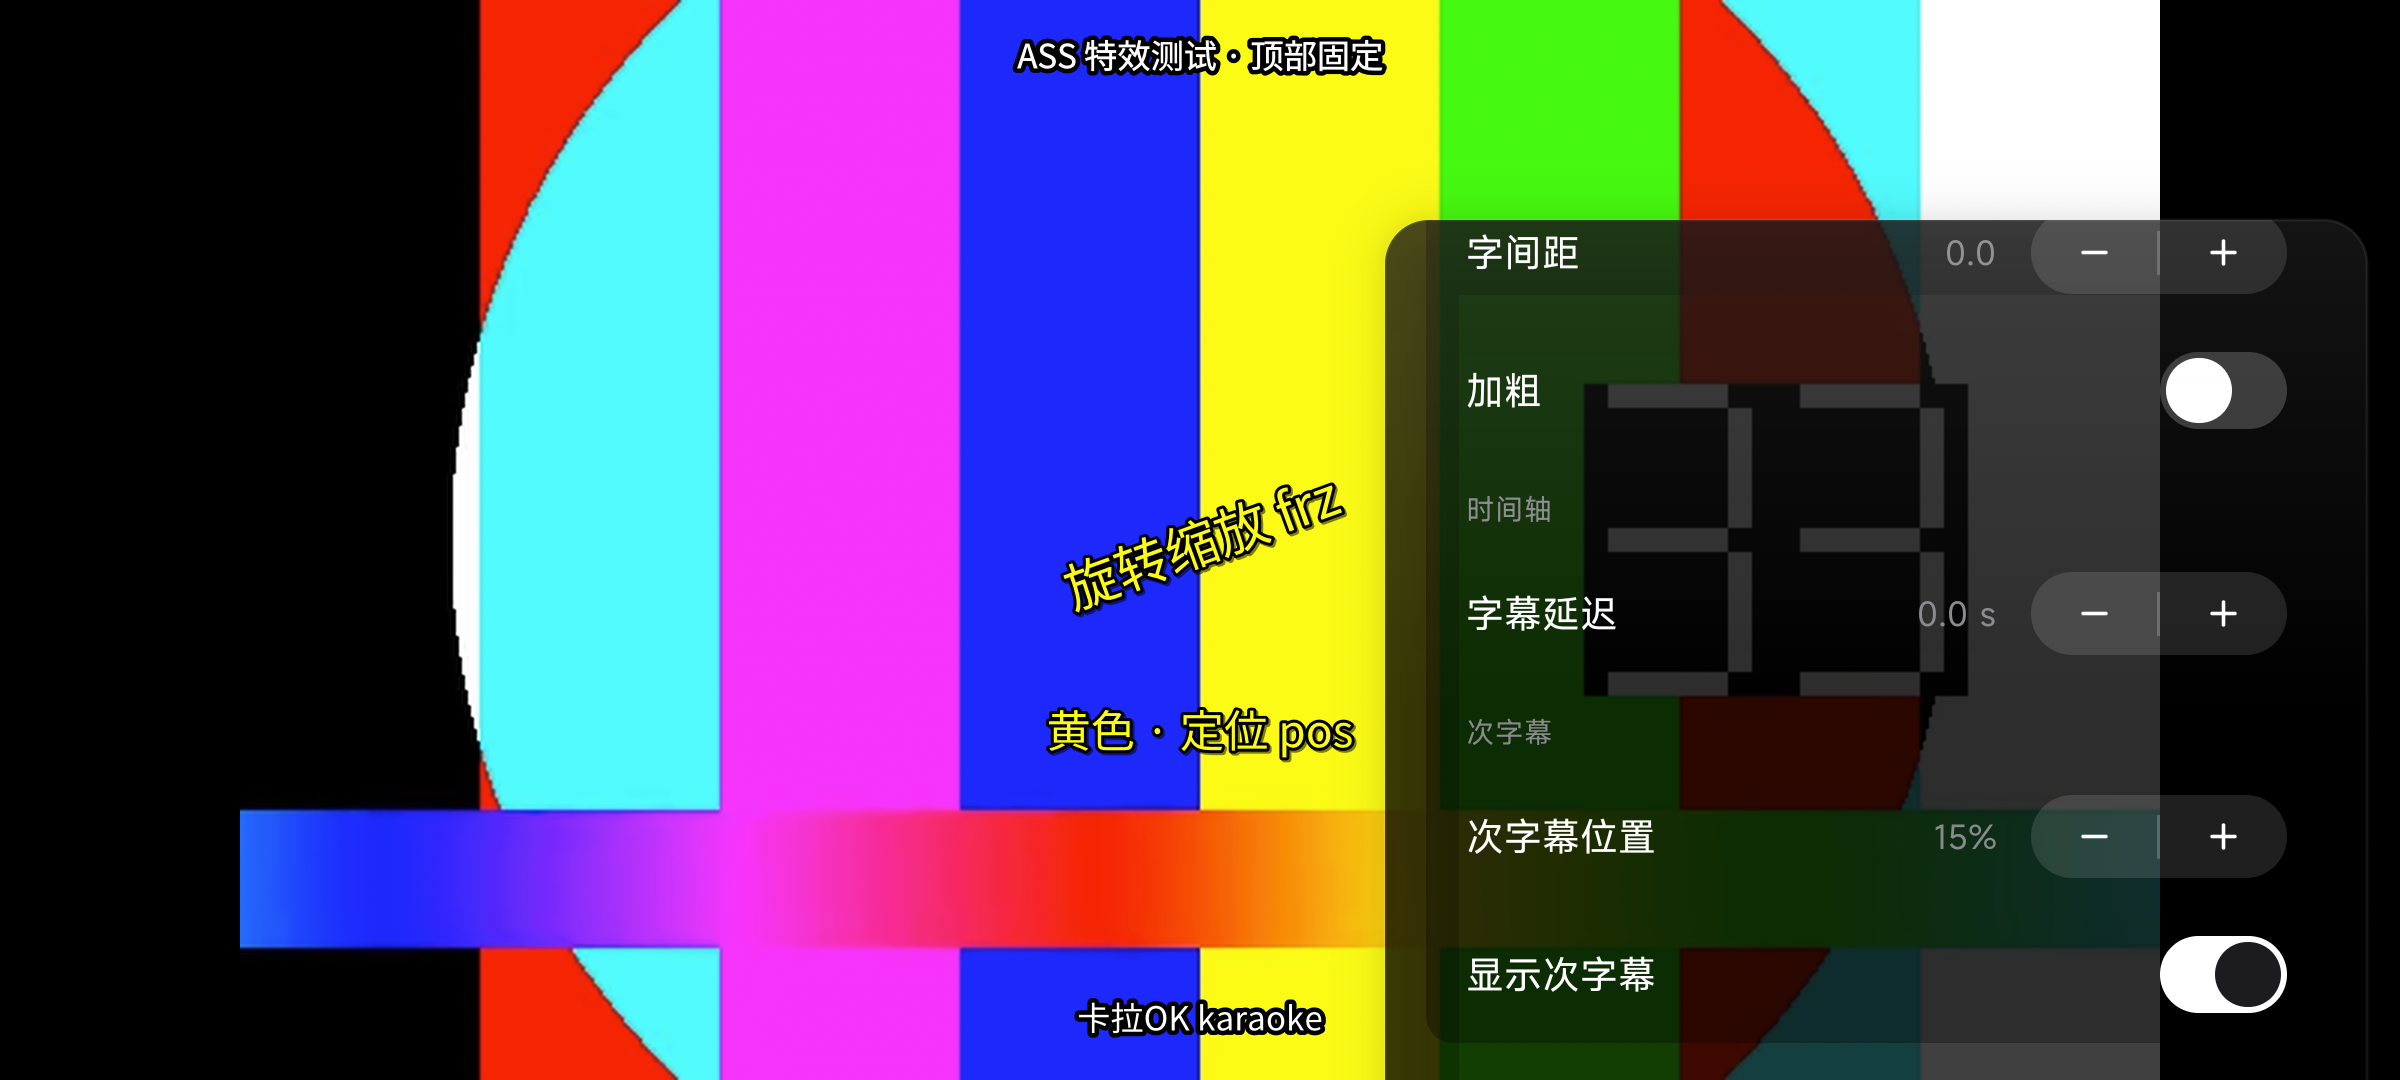 ASS 特效测试・顶部固定
旋转缩放 frz
黄色・定位 pos
卡拉OK karaoke
字间距 0.0 − +
加粗
时间轴
字幕延迟 0.0 s − +
次字幕
次字幕位置 15% − +
显示次字幕
33